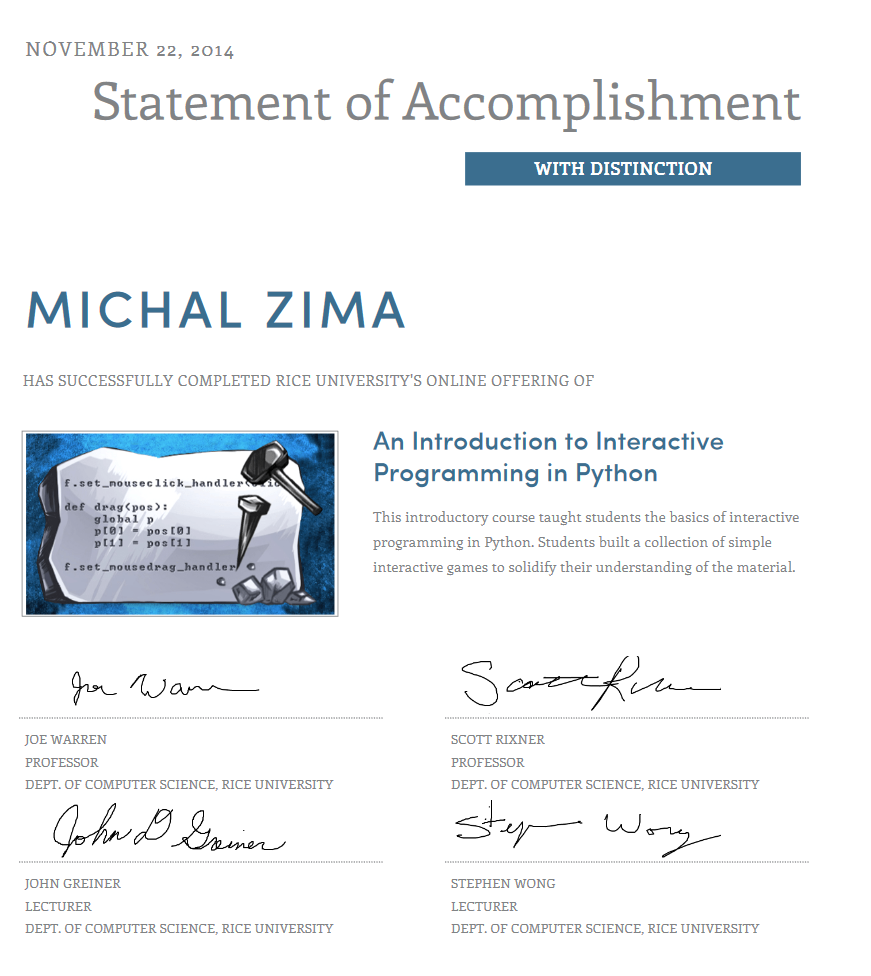 NOVEMBER 22, 2014
Statement of Accomplishment
WITH DISTINCTION
MICHAL ZIMA
HAS SUCCESSFULLY COMPLETED RICE UNIVERSITY'S ONLINE OFFERING OF
f.set_mouseclick_handler(
def drag(pos):
global p
p[0] = pos[0]
p[1] = pos[1]
f.set_mousedrag_handler
An Introduction to Interactive
Programming in Python
This introductory course taught students the basics of interactive
programming in Python. Students built a collection of simple
interactive games to solidify their understanding of the material.
Joe Warren
Scott Rixner
JOE WARREN
PROFESSOR
DEPT. OF COMPUTER SCIENCE, RICE UNIVERSITY
SCOTT RIXNER
PROFESSOR
DEPT. OF COMPUTER SCIENCE, RICE UNIVERSITY
John D Greiner
Stephen Wong
JOHN GREINER
LECTURER
DEPT. OF COMPUTER SCIENCE, RICE UNIVERSITY
STEPHEN WONG
LECTURER
DEPT. OF COMPUTER SCIENCE, RICE UNIVERSITY